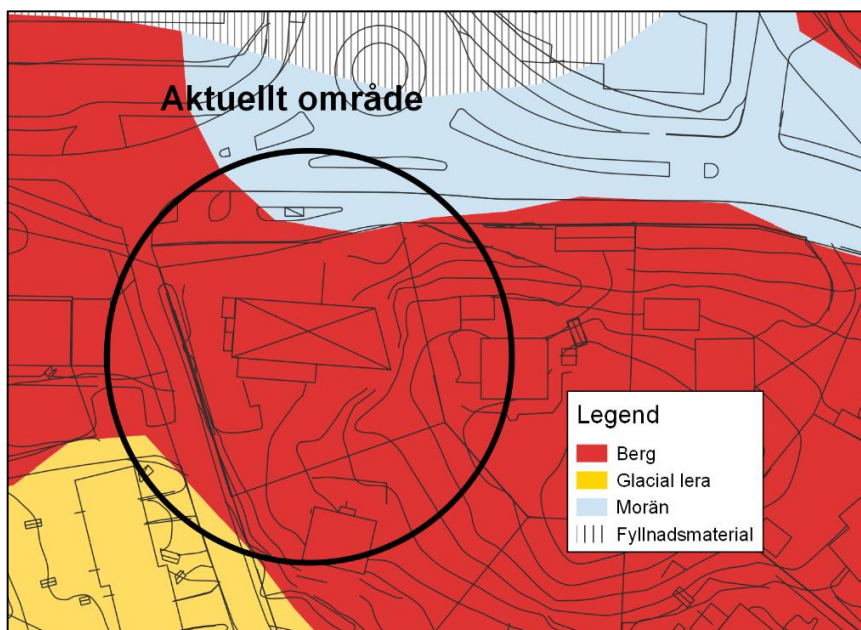 Aktuellt område
Legend
Berg
Glacial lera
Morän
Fyllnadsmaterial